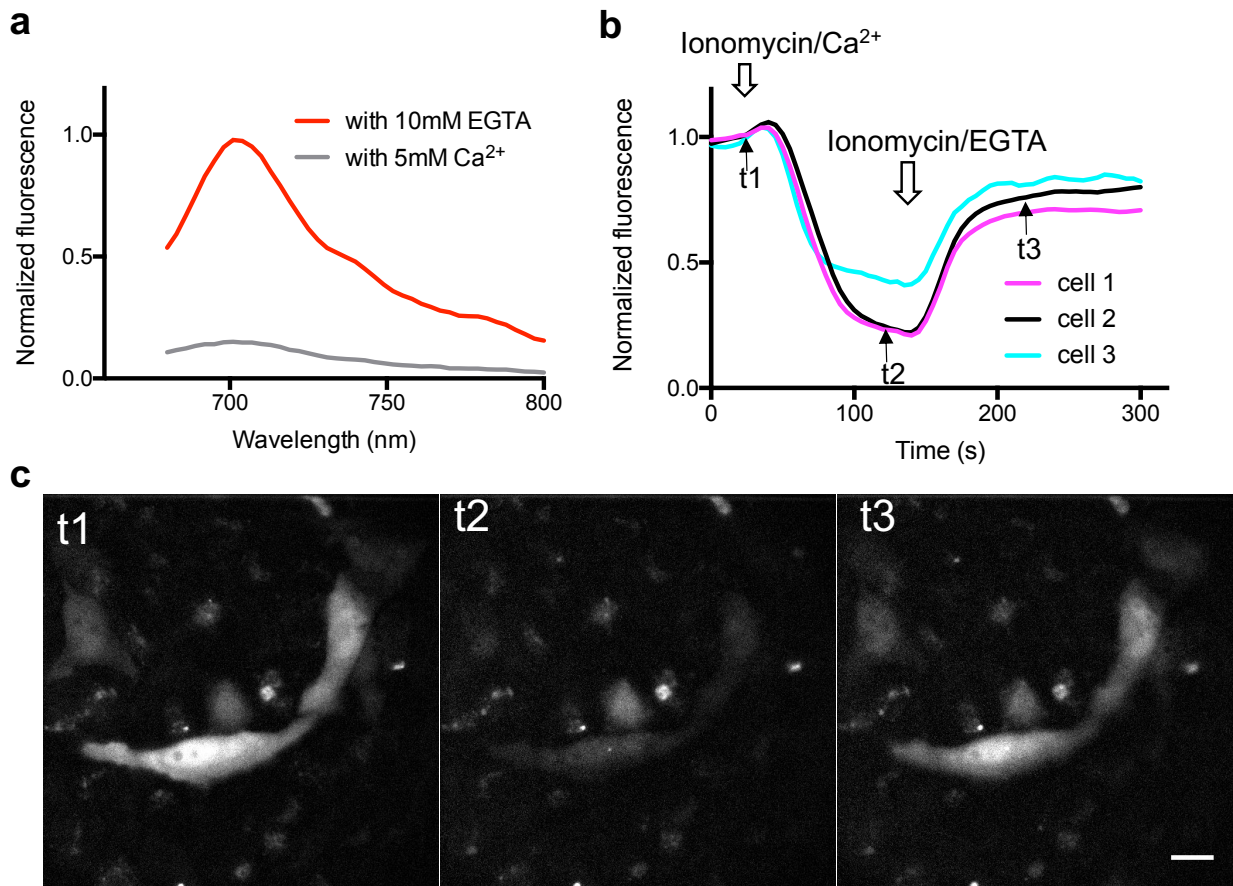 a
Normalized fluorescence
1.0
0.5
0.0
700
750
800
Wavelength (nm)
with 10mM EGTA
with 5mM Ca²⁺
b
Ionomycin/Ca²⁺
Ionomycin/EGTA
Normalized fluorescence
1.0
0.5
0.0
t1
t2
t3
cell 1
cell 2
cell 3
0
100
200
300
Time (s)
c
t1
t2
t3